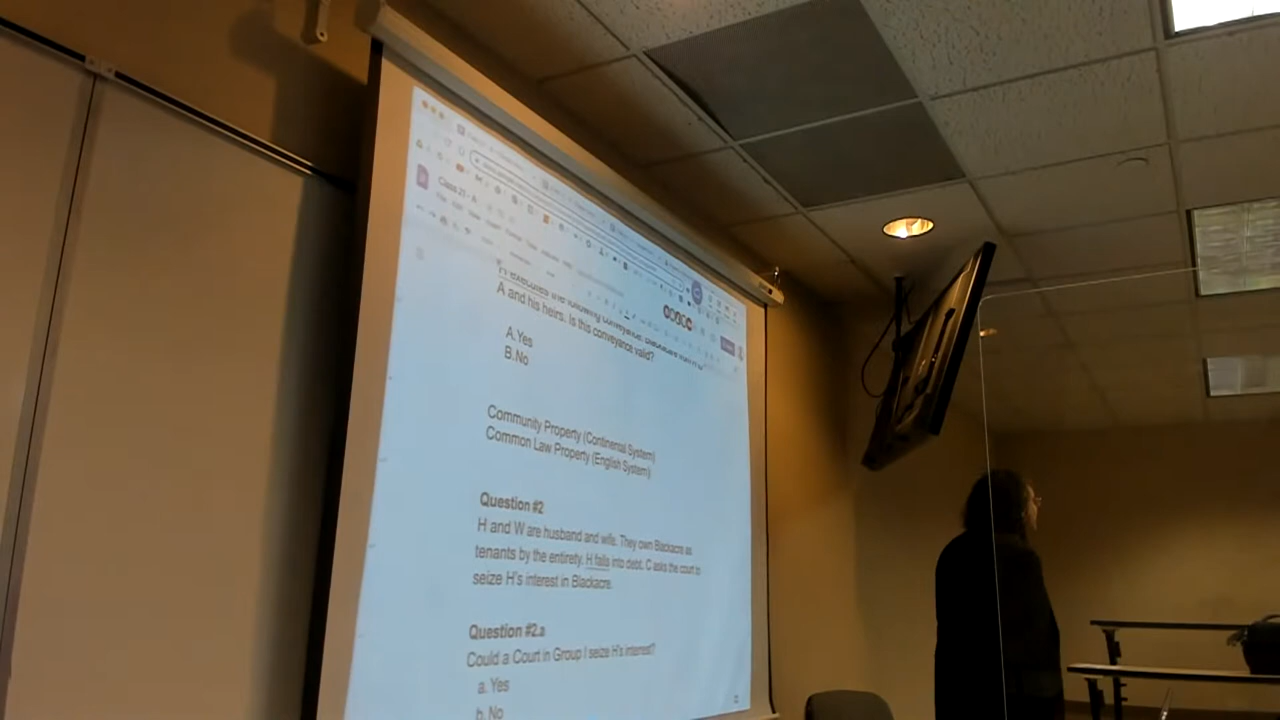 Class 21 - A
A and his heirs. Is this conveyance valid?
A. Yes
B. No
Community Property (Continental System)
Common Law Property (English System)
Question #2
H and W are husband and wife. They own Blackacre as
tenants by the entirety. H falls into debt. C asks the court to
seize H's interest in Blackacre.
Question #2.a
Could a Court in Group I seize H's interest?
a. Yes
b. No